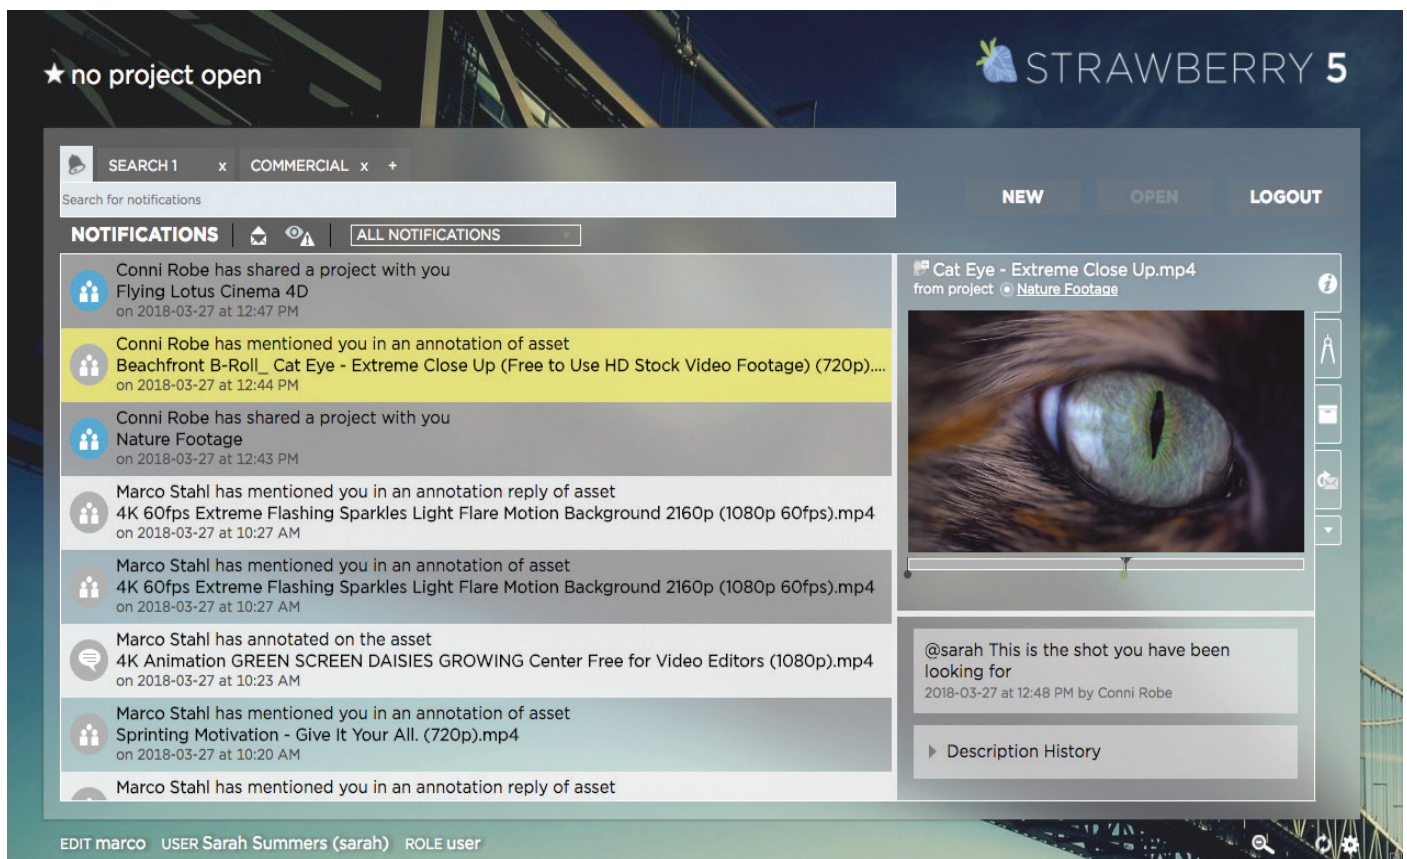 ★ no project open
STRAWBERRY 5
SEARCH 1 x COMMERCIAL x +
Search for notifications
NEW OPEN LOGOUT
NOTIFICATIONS ALL NOTIFICATIONS
Conni Robe has shared a project with you
Flying Lotus Cinema 4D
on 2018-03-27 at 12:47 PM
Conni Robe has mentioned you in an annotation of asset
Beachfront B-Roll_ Cat Eye - Extreme Close Up (Free to Use HD Stock Video Footage) (720p)....
on 2018-03-27 at 12:44 PM
Conni Robe has shared a project with you
Nature Footage
on 2018-03-27 at 12:43 PM
Marco Stahl has mentioned you in an annotation reply of asset
4K 60fps Extreme Flashing Sparkles Light Flare Motion Background 2160p (1080p 60fps).mp4
on 2018-03-27 at 10:27 AM
Marco Stahl has mentioned you in an annotation of asset
4K 60fps Extreme Flashing Sparkles Light Flare Motion Background 2160p (1080p 60fps).mp4
on 2018-03-27 at 10:27 AM
Marco Stahl has annotated on the asset
4K Animation GREEN SCREEN DAISIES GROWING Center Free for Video Editors (1080p).mp4
on 2018-03-27 at 10:23 AM
Marco Stahl has mentioned you in an annotation of asset
Sprinting Motivation - Give It Your All. (720p).mp4
on 2018-03-27 at 10:20 AM
Marco Stahl has mentioned you in an annotation reply of asset
Cat Eye - Extreme Close Up.mp4
from project Nature Footage
@sarah This is the shot you have been
looking for
2018-03-27 at 12:48 PM by Conni Robe
Description History
EDIT marco USER Sarah Summers (sarah) ROLE user